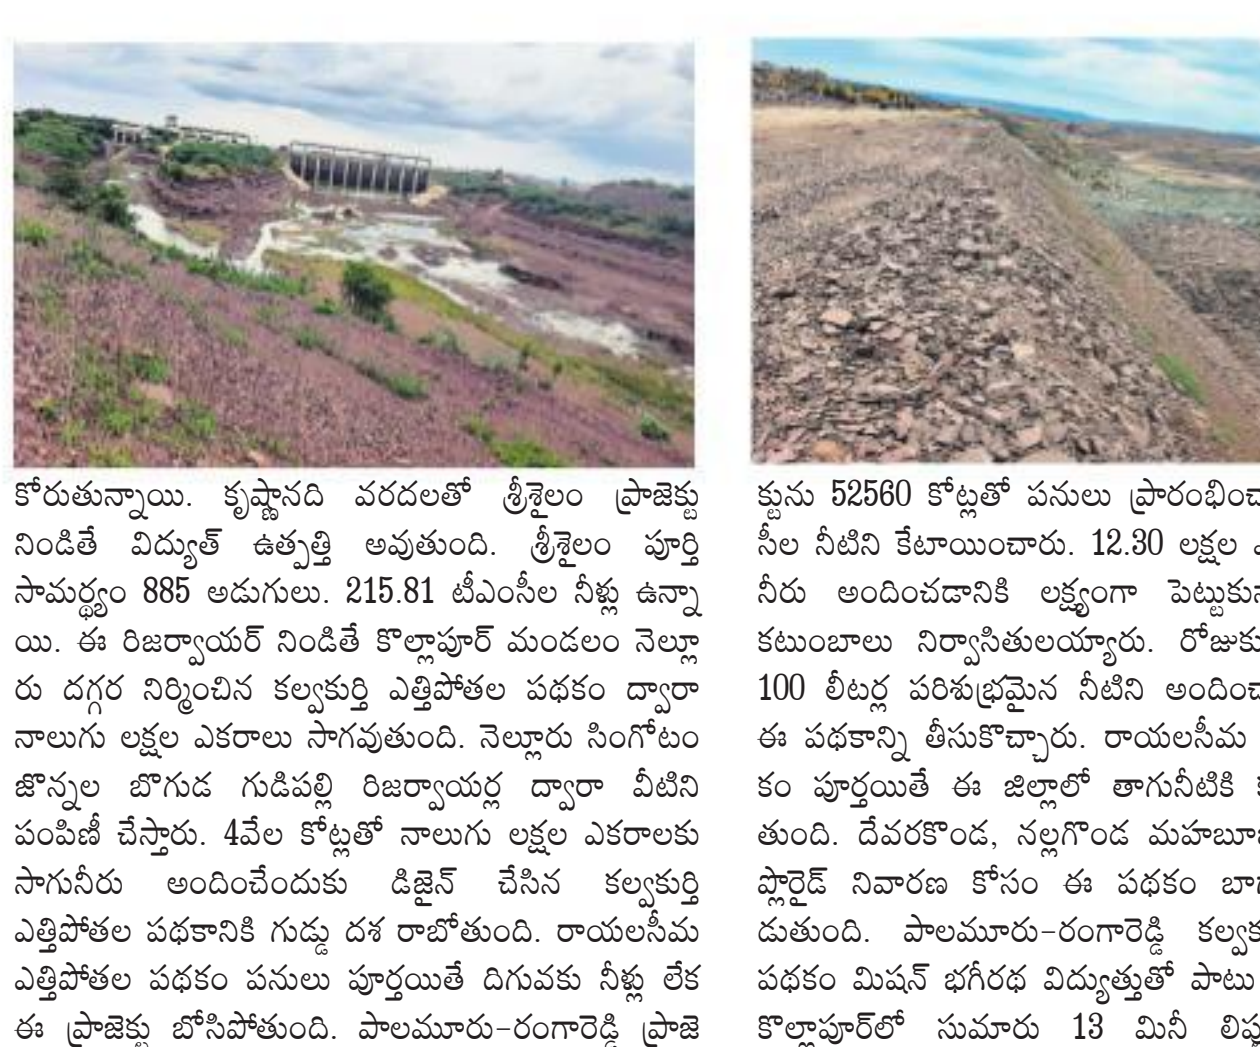 కోరుతున్నాయి. కృష్ణానది వరదలతో శ్రీశైలం ప్రాజెక్టు
నిండితే విద్యుత్ ఉత్పత్తి అవుతుంది. శ్రీశైలం పూర్తి
సామర్థ్యం 885 అడుగులు. 215.81 టీఎంసీల నీళ్లు ఉన్నా
యి. ఈ రిజర్వాయర్ నిండితే కొల్లాపూర్ మండలం నెల్లూ
రు దగ్గర నిర్మించిన కల్వకుర్తి ఎత్తిపోతల పథకం ద్వారా
నాలుగు లక్షల ఎకరాలు సాగవుతుంది. నెల్లూరు సింగోటం
జొన్నల బొగుడ గుడిపల్లి రిజర్వాయర్ల ద్వారా వీటిని
పంపిణీ చేస్తారు. 4వేల కోట్లతో నాలుగు లక్షల ఎకరాలకు
సాగునీరు అందించేందుకు డిజైన్ చేసిన కల్వకుర్తి
ఎత్తిపోతల పథకానికి గుడ్డు దశ రాబోతుంది. రాయలసీమ
ఎత్తిపోతల పథకం పనులు పూర్తయితే దిగువకు నీళ్లు లేక
ఈ ప్రాజెక్టు బోసిపోతుంది. పాలమూరు-రంగారెడ్డి ప్రాజె
క్టును 52560 కోట్లతో పనులు
సీల నీటిని కేటాయించారు. 12.30 లక్షల
నీరు అందించడానికి లక్ష్యంగా
కటుంబాలు నిర్వాసితులయ్యారు.
100 లీటర్ల పరిశుభ్రమైన నీటిని
ఈ పథకాన్ని తీసుకొచ్చారు. రాయలసీమ
కం పూర్తయితే ఈ జిల్లాలో తాగునీటికి
తుంది. దేవరకొండ, నల్లగొండ
ప్లొరైడ్ నివారణ కోసం ఈ పథకం
డుతుంది. పాలమూరు-రంగారెడ్డి
పథకం మిషన్ భగీరథ విద్యుత్తుతో పాటు
కొల్లాపూర్‌లో సుమారు 13 మినీ